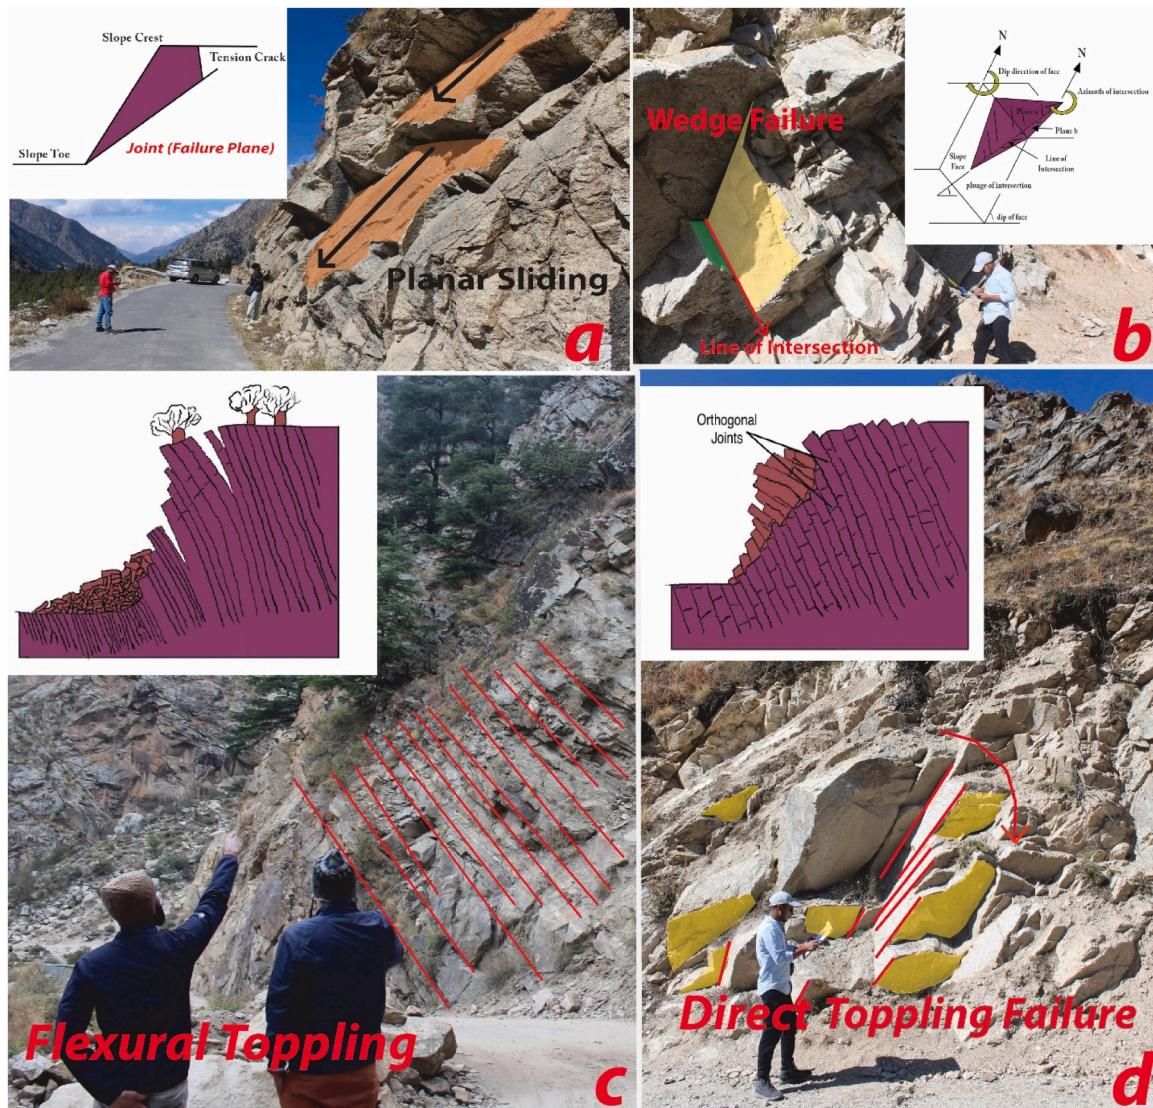 Slope Crest
Tension Crack
Joint (Failure Plane)
Slope Toe
Planar Sliding
a
Wedge Failure
Line of Intersection
N
N
Dip direction of face
Azimuth of intersection
Plane a
Plane b
Slope
Face
Line of
Intersection
plouge of intersection
dip of face
b
Flexural Toppling
c
Orthogonal
Joints
Direct Toppling Failure
d